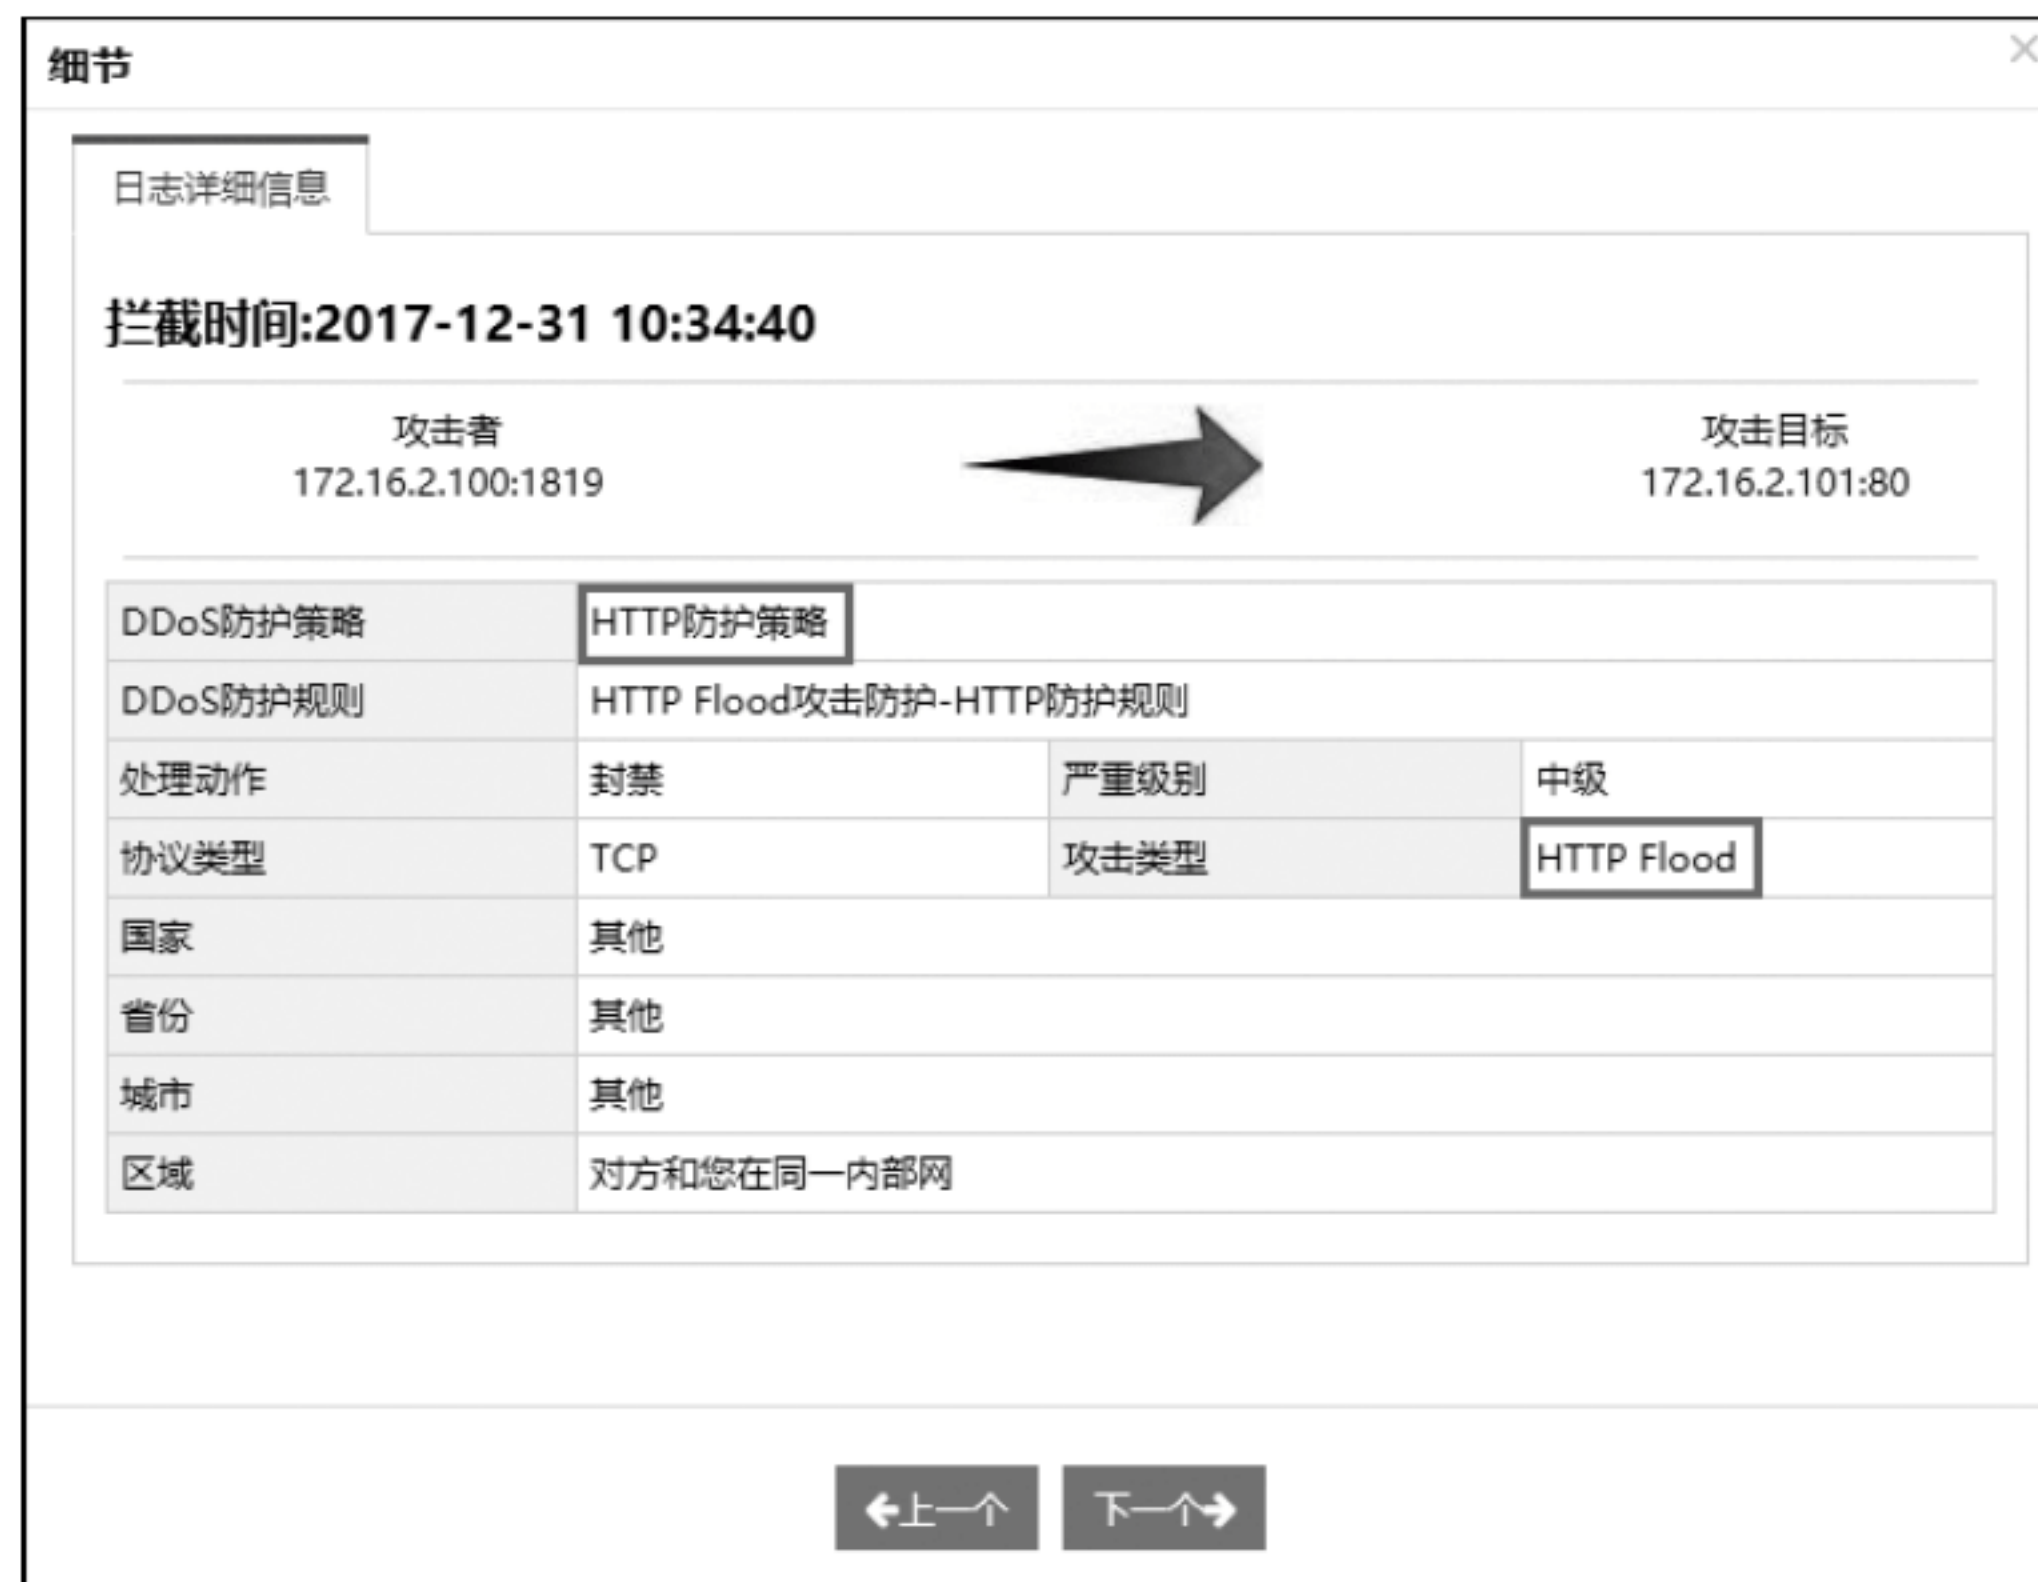 细节
日志详细信息
拦截时间:2017-12-31 10:34:40
攻击者
172.16.2.100:1819
攻击目标
172.16.2.101:80
DDoS防护策略 HTTP防护策略
DDoS防护规则 HTTP Flood攻击防护-HTTP防护规则
处理动作 封禁 严重级别 中级
协议类型 TCP 攻击类型 HTTP Flood
国家 其他
省份 其他
城市 其他
区域 对方和您在同一内部网
上一个 下一个